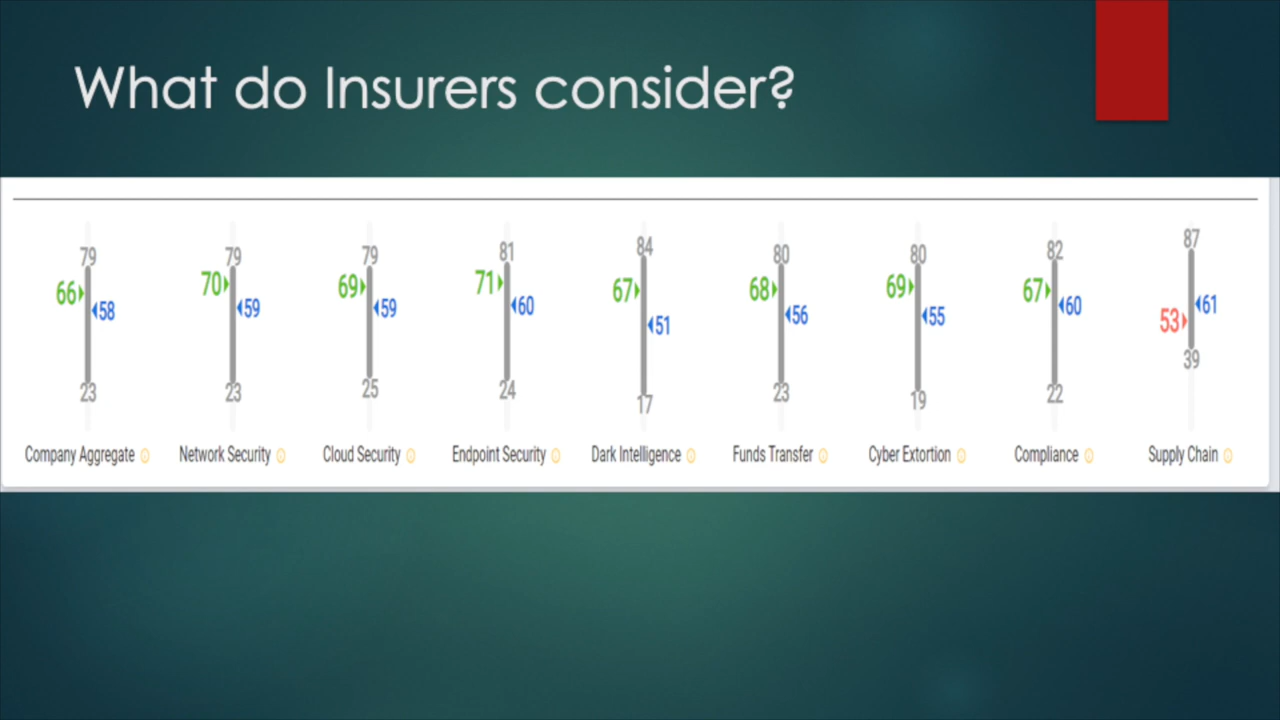 What do Insurers consider?
79 79 79 81 84 80 80 82 87
66 58 70 59 69 59 71 60 67 51 68 56 69 55 67 60 53 61
23 23 25 24 17 23 19 22 39
Company Aggregate Network Security Cloud Security Endpoint Security Dark Intelligence Funds Transfer Cyber Extortion Compliance Supply Chain